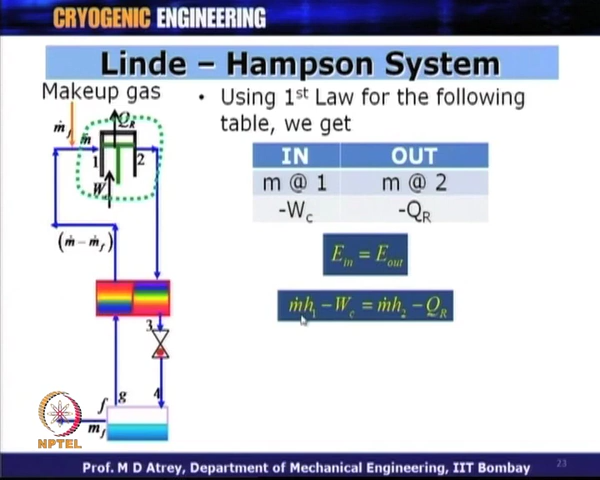 CRYOGENIC ENGINEERING
Linde – Hampson System
Makeup gas
• Using 1st Law for the following
table, we get
IN OUT
m @ 1 m @ 2
-Wc -QR
Ein = Eout
ṁh1 − Wc = ṁh2 − QR
QR
ṁf
ṁ
1 2
W
(ṁ − ṁf)
3
g 4
f
mf
NPTEL
Prof. M D Atrey, Department of Mechanical Engineering, IIT Bombay
23